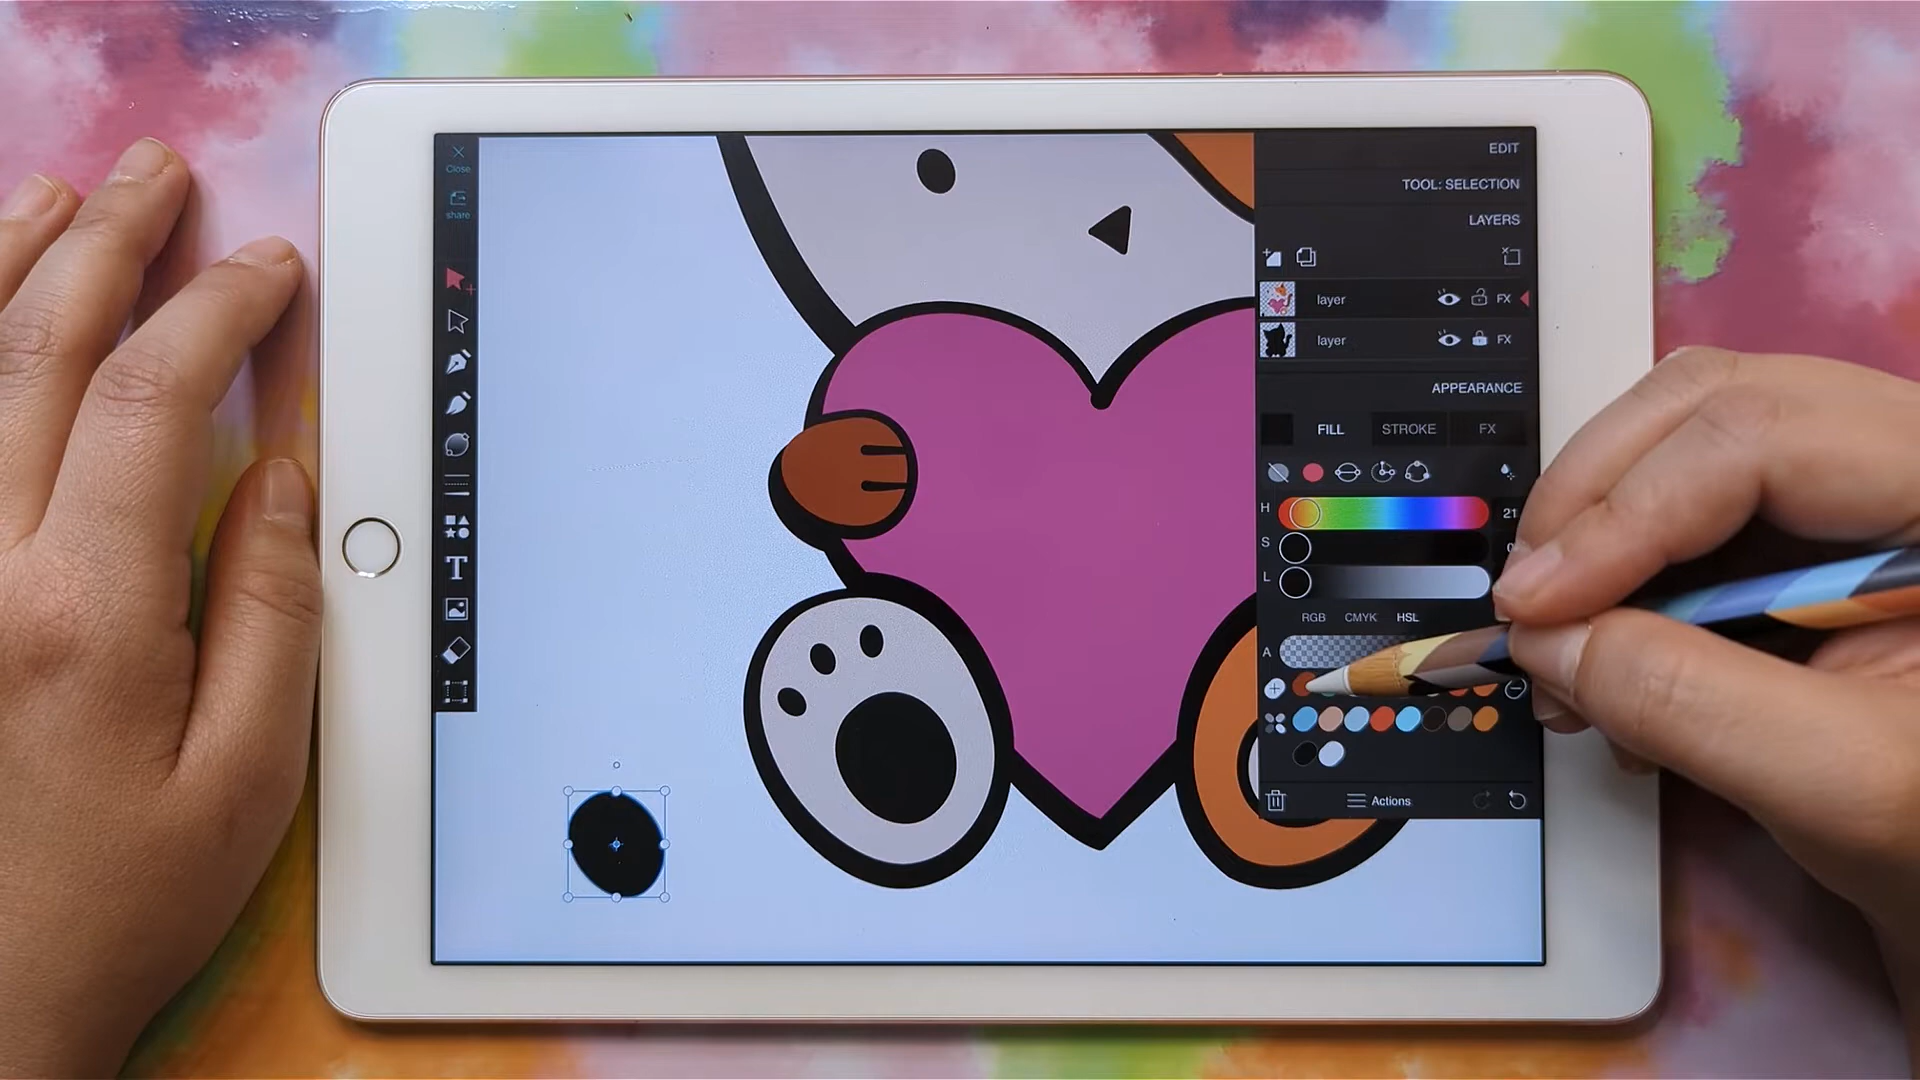 Close
share
T
EDIT
TOOL: SELECTION
LAYERS
layer FX
layer FX
APPEARANCE
FILL STROKE FX
H 21
S
L
RGB CMYK HSL
A
Actions